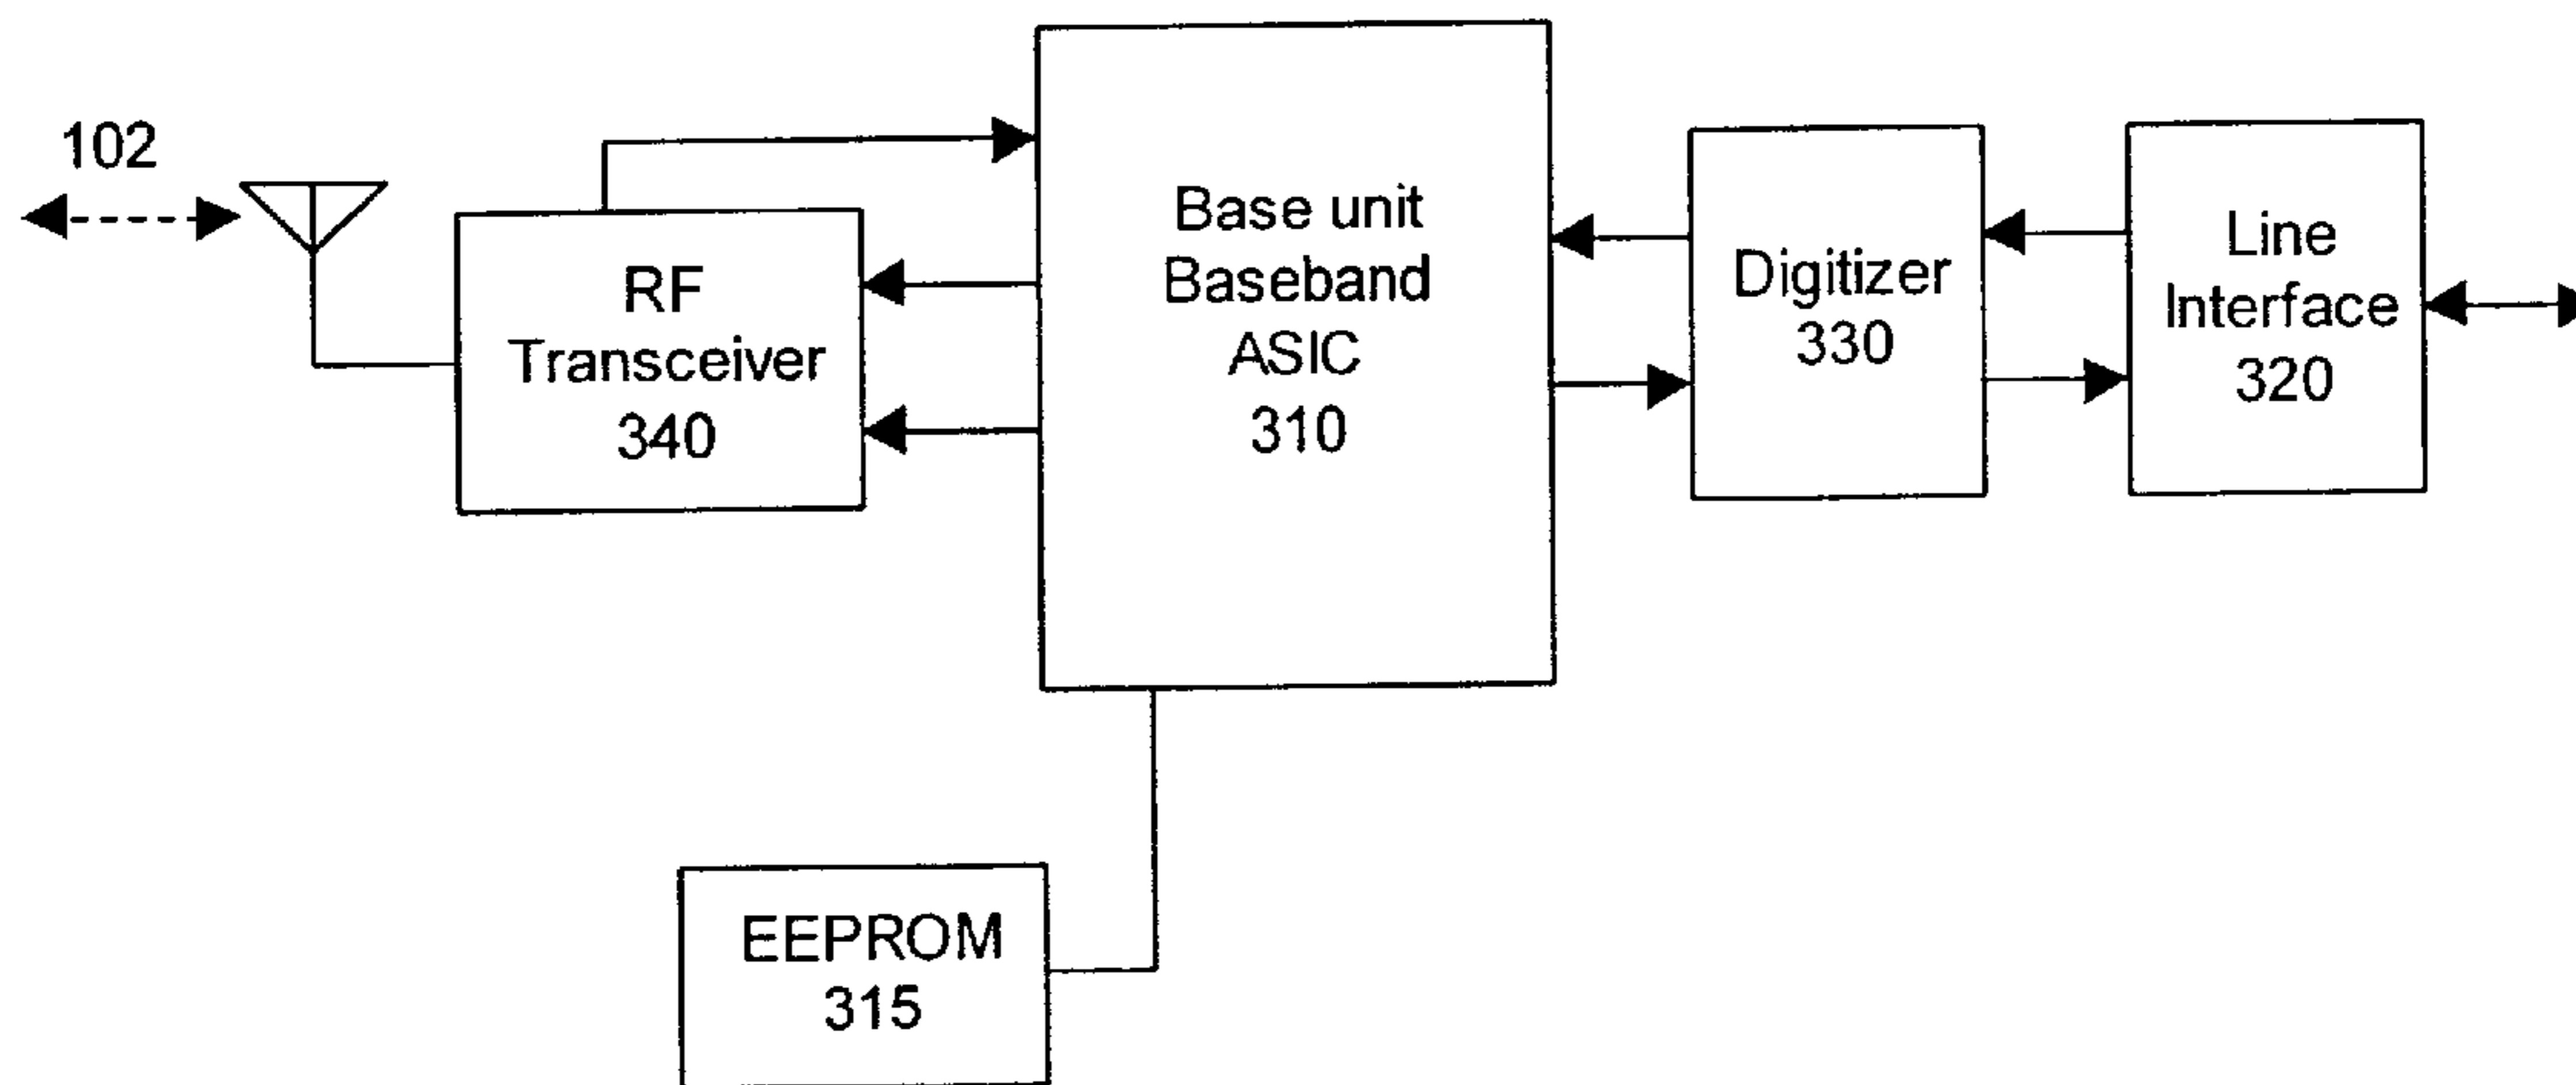 102
RF
Transceiver
340
Base unit
Baseband
ASIC
310
Digitizer
330
Line
Interface
320
EEPROM
315